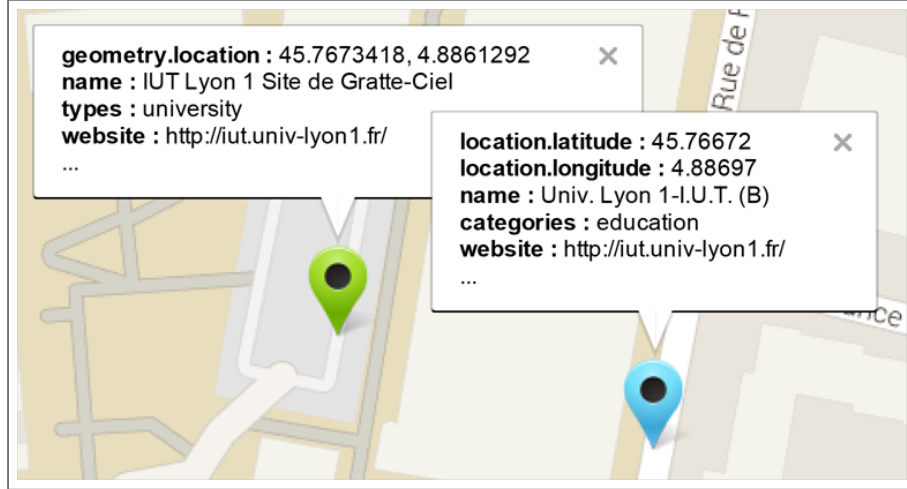 geometry.location : 45.7673418, 4.8861292
name : IUT Lyon 1 Site de Gratte-Ciel
types : university
website : http://iut.univ-lyon1.fr/
...
Rue de
location.latitude : 45.76672
location.longitude : 4.88697
name : Univ. Lyon 1-I.U.T. (B)
categories : education
website : http://iut.univ-lyon1.fr/
...